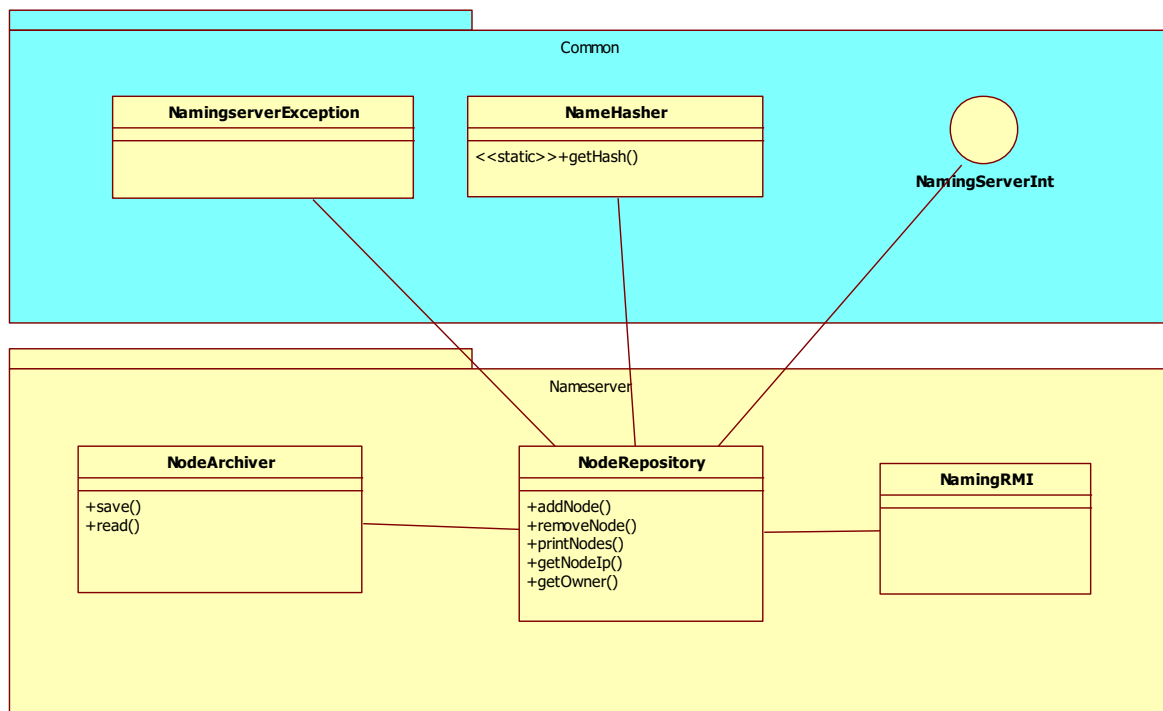 Common
NamingserverException
NameHasher
<<static>>+getHash()
NamingServerInt
Nameserver
NodeArchiver
+save()
+read()
NodeRepository
+addNode()
+removeNode()
+printNodes()
+getNodeIp()
+getOwner()
NamingRMI